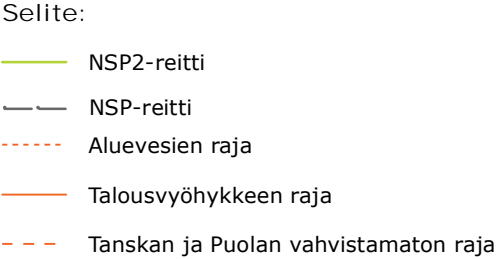 Selite:
NSP2-reitti
NSP-reitti
Aluevesien raja
Talousvyöhykkeen raja
Tanskan ja Puolan vahvistamaton raja